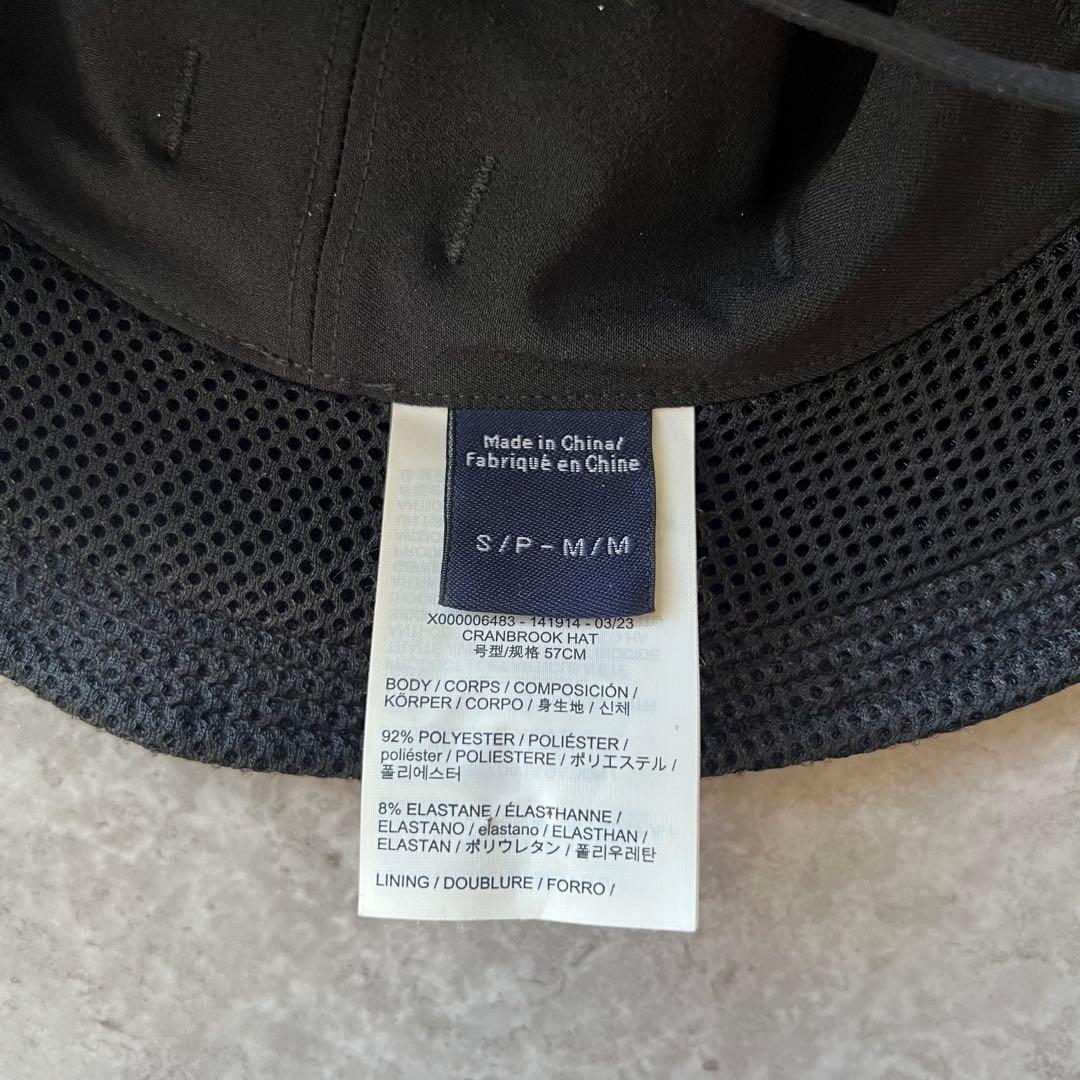 Made in China/
Fabriqué en Chine
S/P - M/M
X000006483 - 141914 - 03/23
CRANBROOK HAT
号型/规格 57CM
BODY / CORPS / COMPOSICIÓN /
KÖRPER / CORPO / 身生地 / 신체
92% POLYESTER / POLIÉSTER /
poliéster / POLIESTERE / ポリエステル /
폴리에스터
8% ELASTANE / ÉLASTHANNE /
ELASTANO / elastano / ELASTHAN /
ELASTAN / ポリウレタン / 폴리우레탄
LINING / DOUBLURE / FORRO /